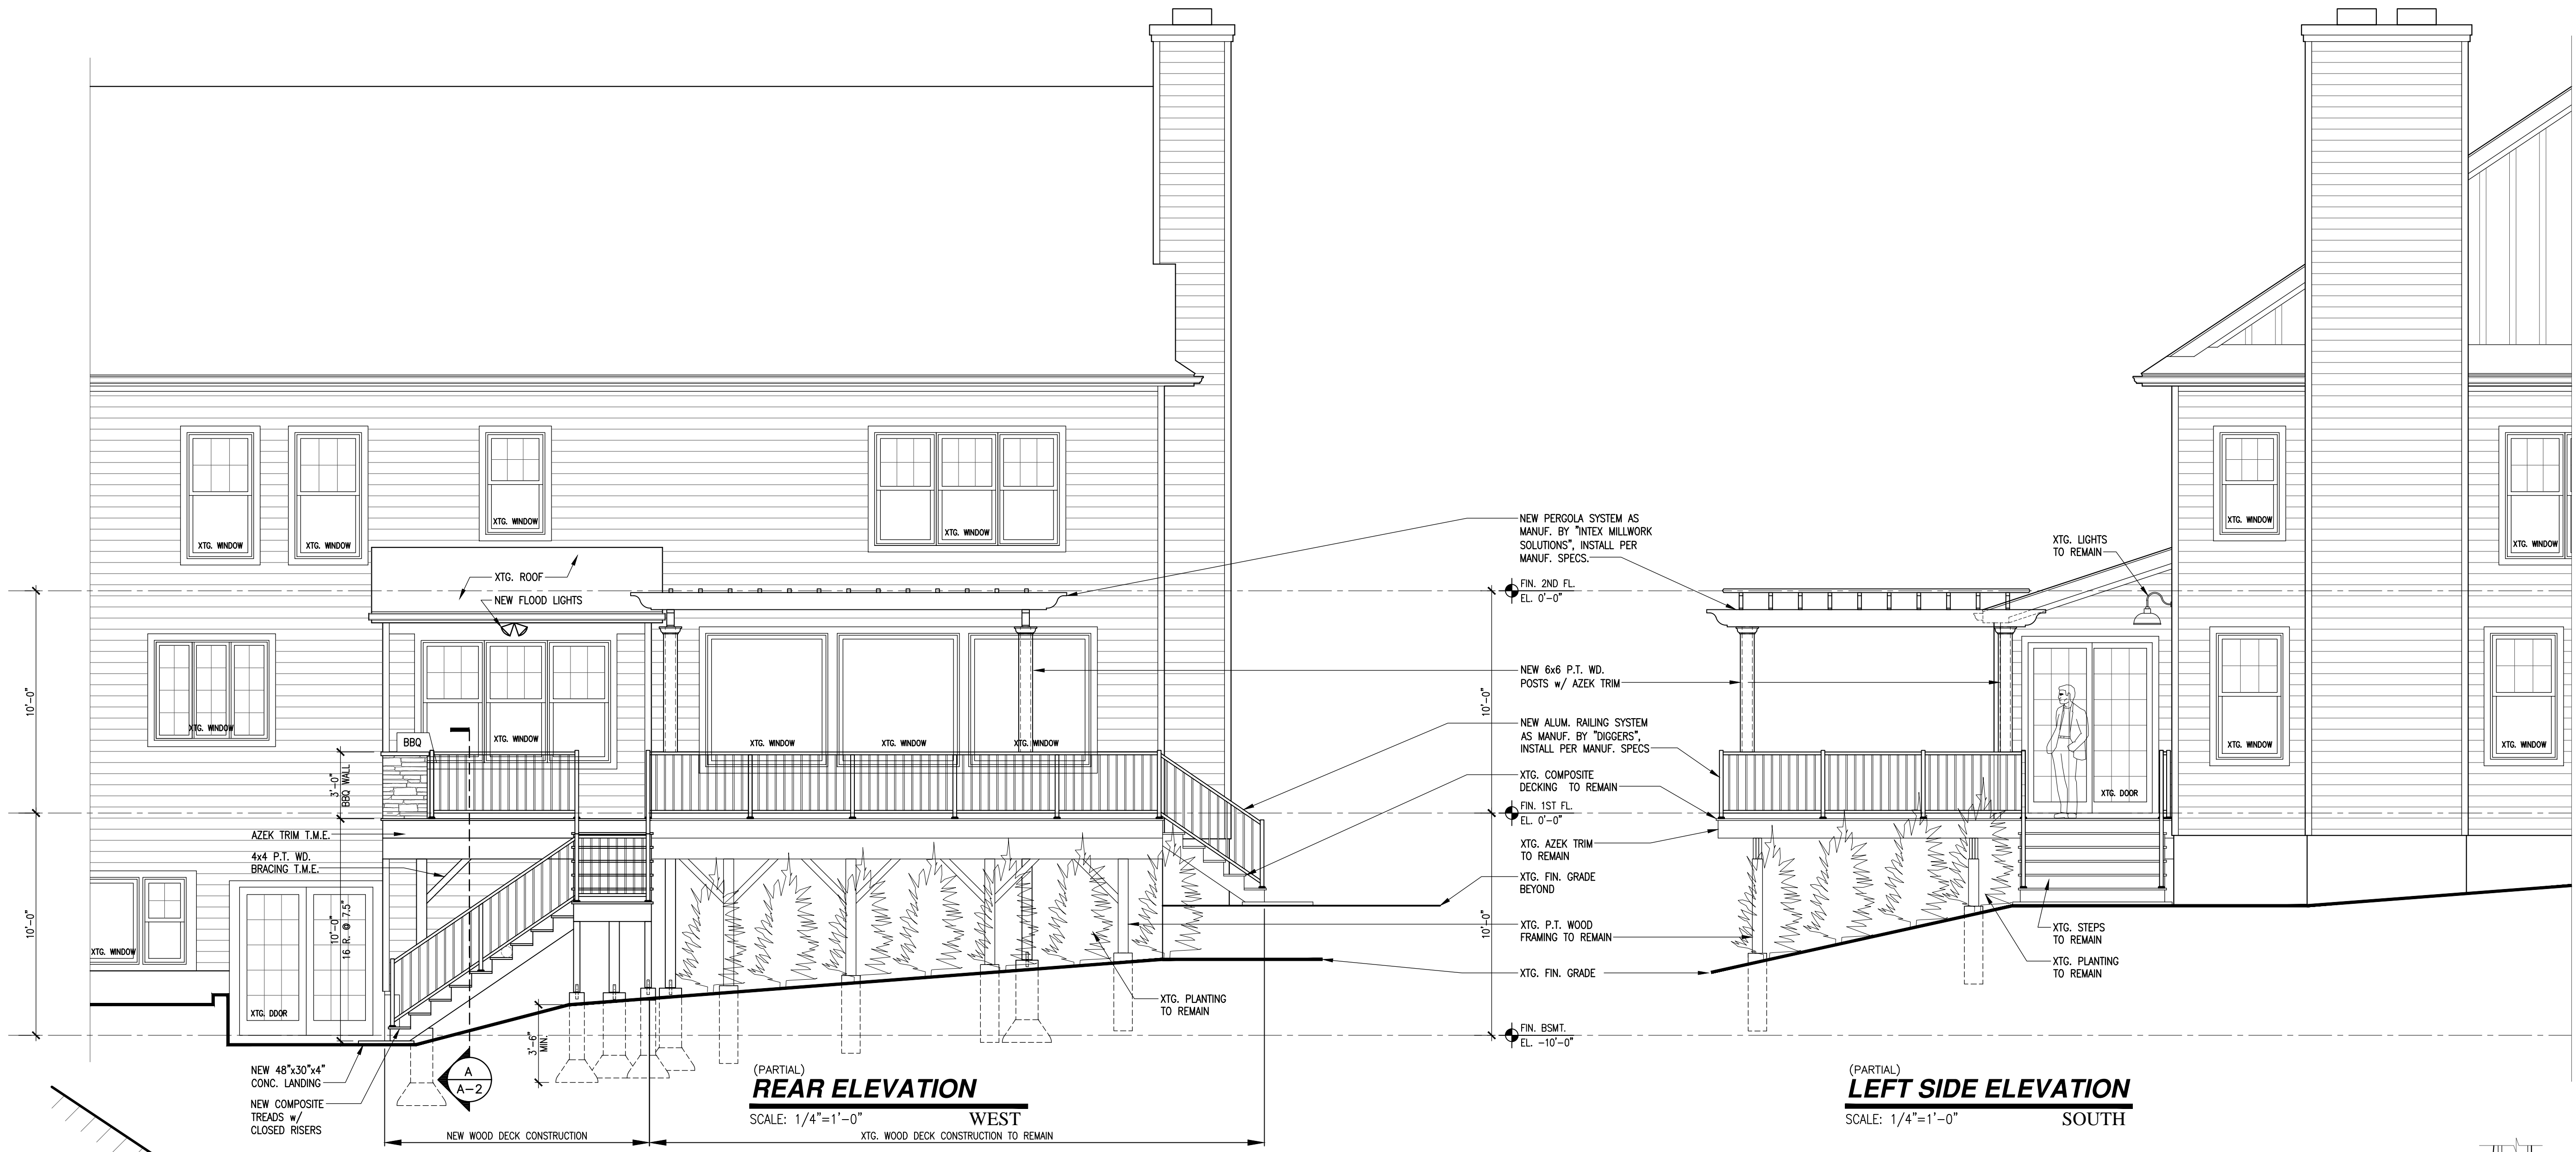 XTG. WINDOW
XTG. WINDOW
XTG. WINDOW
XTG. WINDOW
XTG. ROOF
NEW FLOOD LIGHTS
XTG. WINDOW
XTG. WINDOW
XTG. WINDOW
XTG. WINDOW
XTG. WINDOW
BBQ
10'-0"
10'-0"
3'-0"
BBQ WALL
10'-0"
16 R. @ 7.5"
AZEK TRIM T.M.E.
4x4 P.T. WD.
BRACING T.M.E.
XTG. WINDOW
XTG. DOOR
NEW 48"x30"x4"
CONC. LANDING
NEW COMPOSITE
TREADS w/
CLOSED RISERS
A
A-2
3'-6"
MIN.
XTG. PLANTING
TO REMAIN
(PARTIAL)
REAR ELEVATION
SCALE: 1/4"=1'-0"
WEST
NEW WOOD DECK CONSTRUCTION
XTG. WOOD DECK CONSTRUCTION TO REMAIN
NEW PERGOLA SYSTEM AS
MANUF. BY "INTEX MILLWORK
SOLUTIONS", INSTALL PER
MANUF. SPECS.
FIN. 2ND FL.
EL. 0'-0"
NEW 6x6 P.T. WD.
POSTS w/ AZEK TRIM
10'-0"
NEW ALUM. RAILING SYSTEM
AS MANUF. BY "DIGGERS",
INSTALL PER MANUF. SPECS
XTG. COMPOSITE
DECKING TO REMAIN
FIN. 1ST FL.
EL. 0'-0"
XTG. AZEK TRIM
TO REMAIN
XTG. FIN. GRADE
BEYOND
10'-0"
XTG. P.T. WOOD
FRAMING TO REMAIN
XTG. FIN. GRADE
FIN. BSMT.
EL. -10'-0"
XTG. LIGHTS
TO REMAIN
XTG. WINDOW
XTG. WINDOW
XTG. WINDOW
XTG. WINDOW
XTG. DOOR
XTG. STEPS
TO REMAIN
XTG. PLANTING
TO REMAIN
(PARTIAL)
LEFT SIDE ELEVATION
SCALE: 1/4"=1'-0"
SOUTH